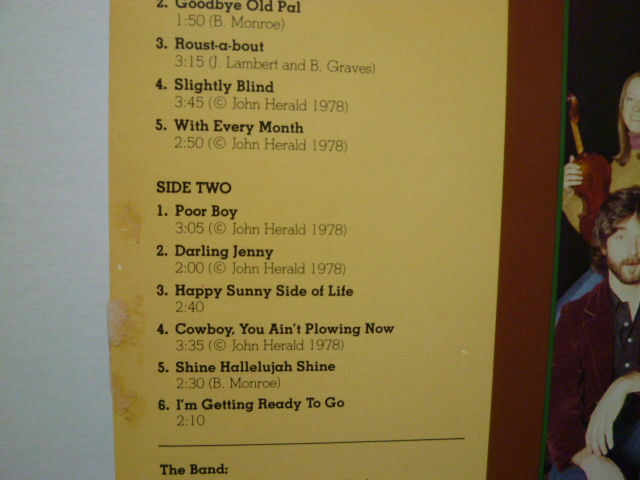 2. Goodbye Old Pal
1:50 (B. Monroe)
3. Roust-a-bout
3:15 (J. Lambert and B. Graves)
4. Slightly Blind
3:45 (© John Herald 1978)
5. With Every Month
2:50 (© John Herald 1978)
SIDE TWO
1. Poor Boy
3:05 (© John Herald 1978)
2. Darling Jenny
2:00 (© John Herald 1978)
3. Happy Sunny Side of Life
2:40
4. Cowboy, You Ain't Plowing Now
3:35 (© John Herald 1978)
5. Shine Hallelujah Shine
2:30 (B. Monroe)
6. I'm Getting Ready To Go
2:10
The Band: